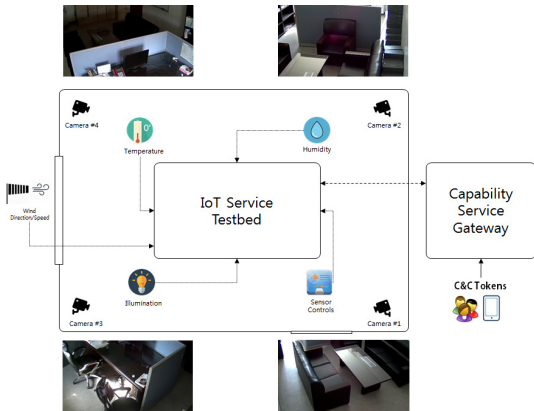 Camera #4
Camera #2
0°
Temperature
Humidity
Wind
Direction/Speed
IoT Service
Testbed
Capability
Service
Gateway
Illumination
Sensor
Controls
C&C Tokens
Camera #3
Camera #1